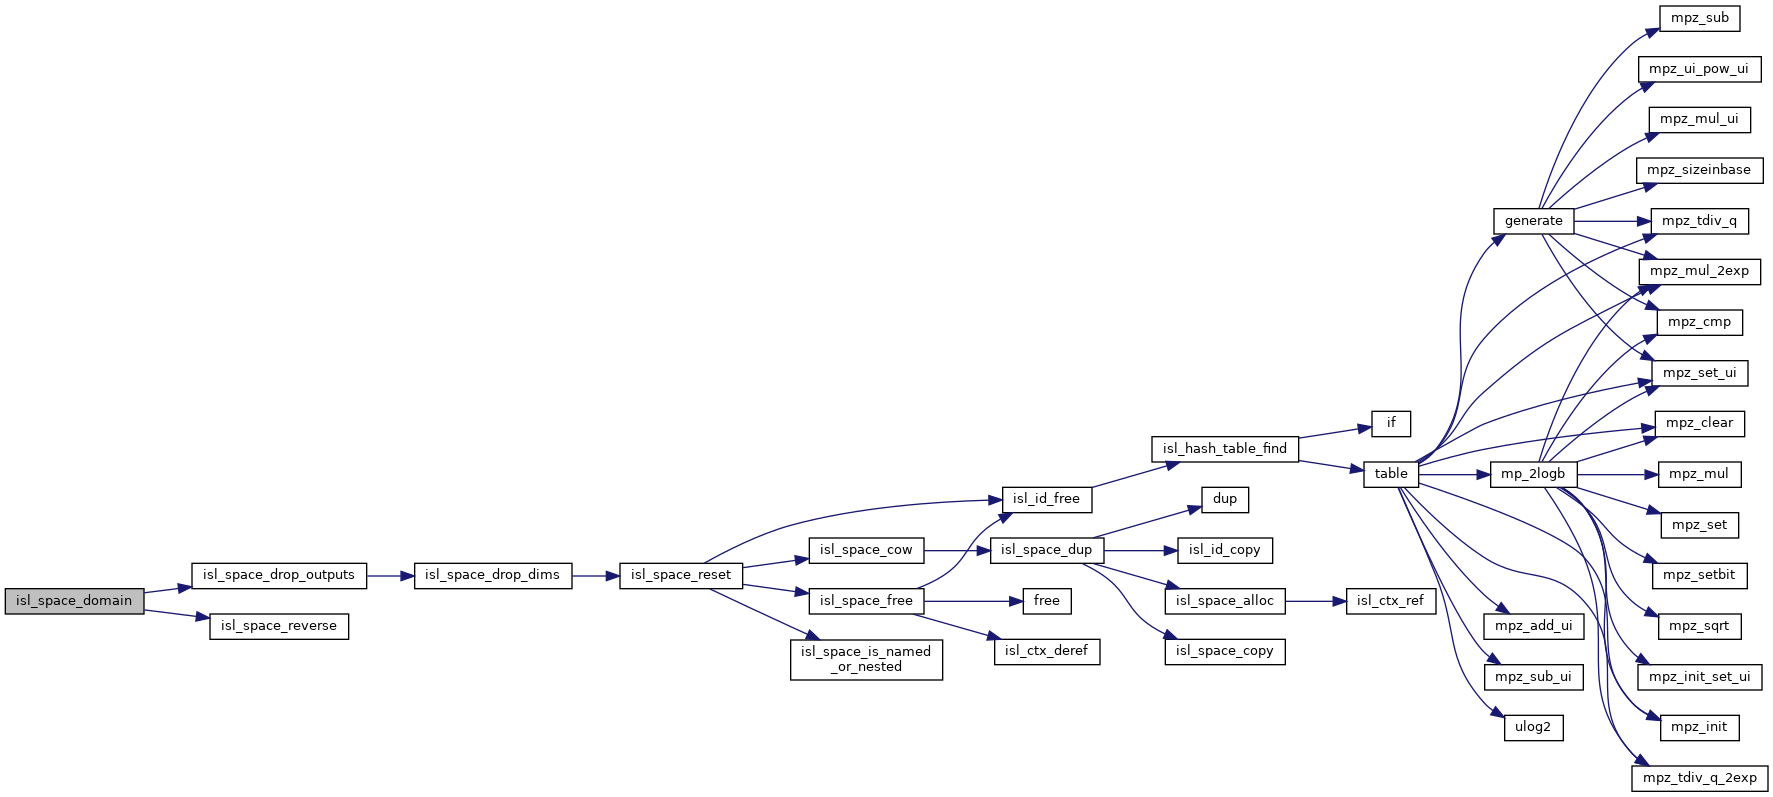 isl_space_domain
isl_space_drop_outputs
isl_space_reverse
isl_space_drop_dims
isl_space_reset
isl_space_cow
isl_space_free
isl_space_is_named
_or_nested
isl_id_free
isl_space_dup
free
isl_ctx_deref
isl_hash_table_find
dup
isl_id_copy
isl_space_alloc
isl_space_copy
if
table
isl_ctx_ref
generate
mp_2logb
mpz_add_ui
mpz_sub_ui
ulog2
mpz_sub
mpz_ui_pow_ui
mpz_mul_ui
mpz_sizeinbase
mpz_tdiv_q
mpz_mul_2exp
mpz_cmp
mpz_set_ui
mpz_clear
mpz_mul
mpz_set
mpz_setbit
mpz_sqrt
mpz_init_set_ui
mpz_init
mpz_tdiv_q_2exp